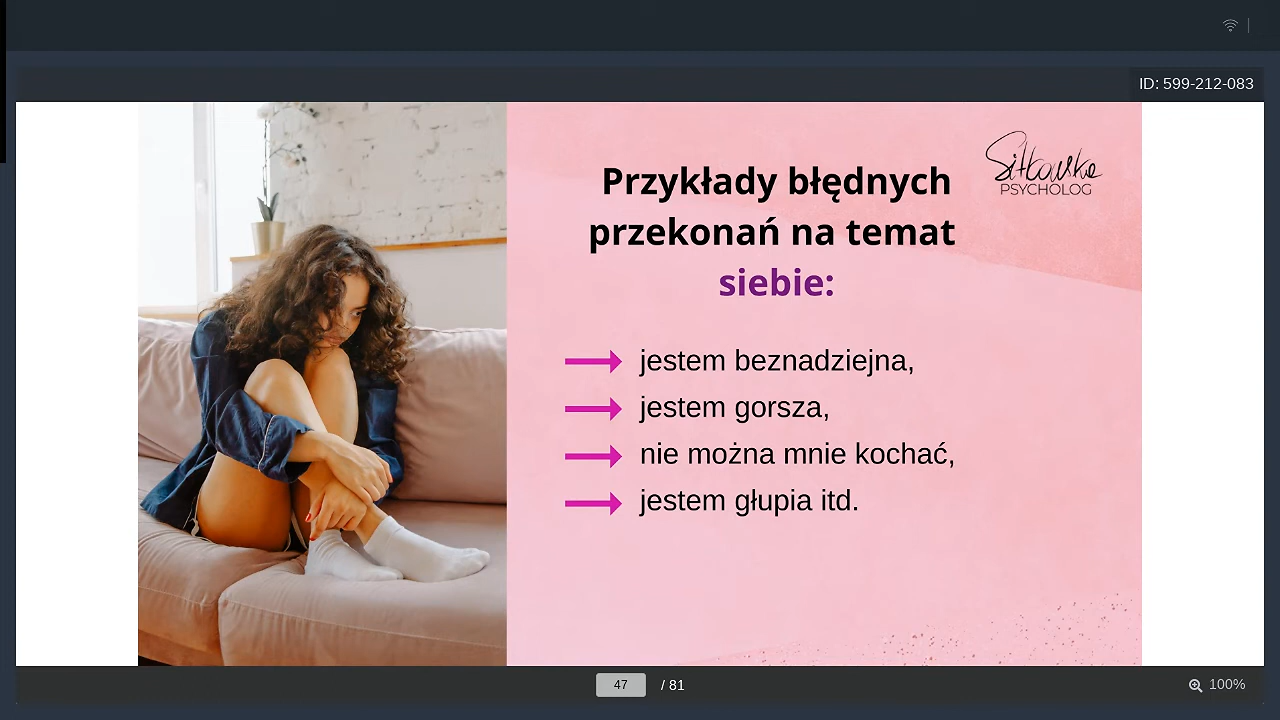 ID: 599-212-083
Siłowska
PSYCHOLOG
Przykłady błędnych
przekonań na temat
siebie:
jestem beznadziejna,
jestem gorsza,
nie można mnie kochać,
jestem głupia itd.
47 / 81
100%